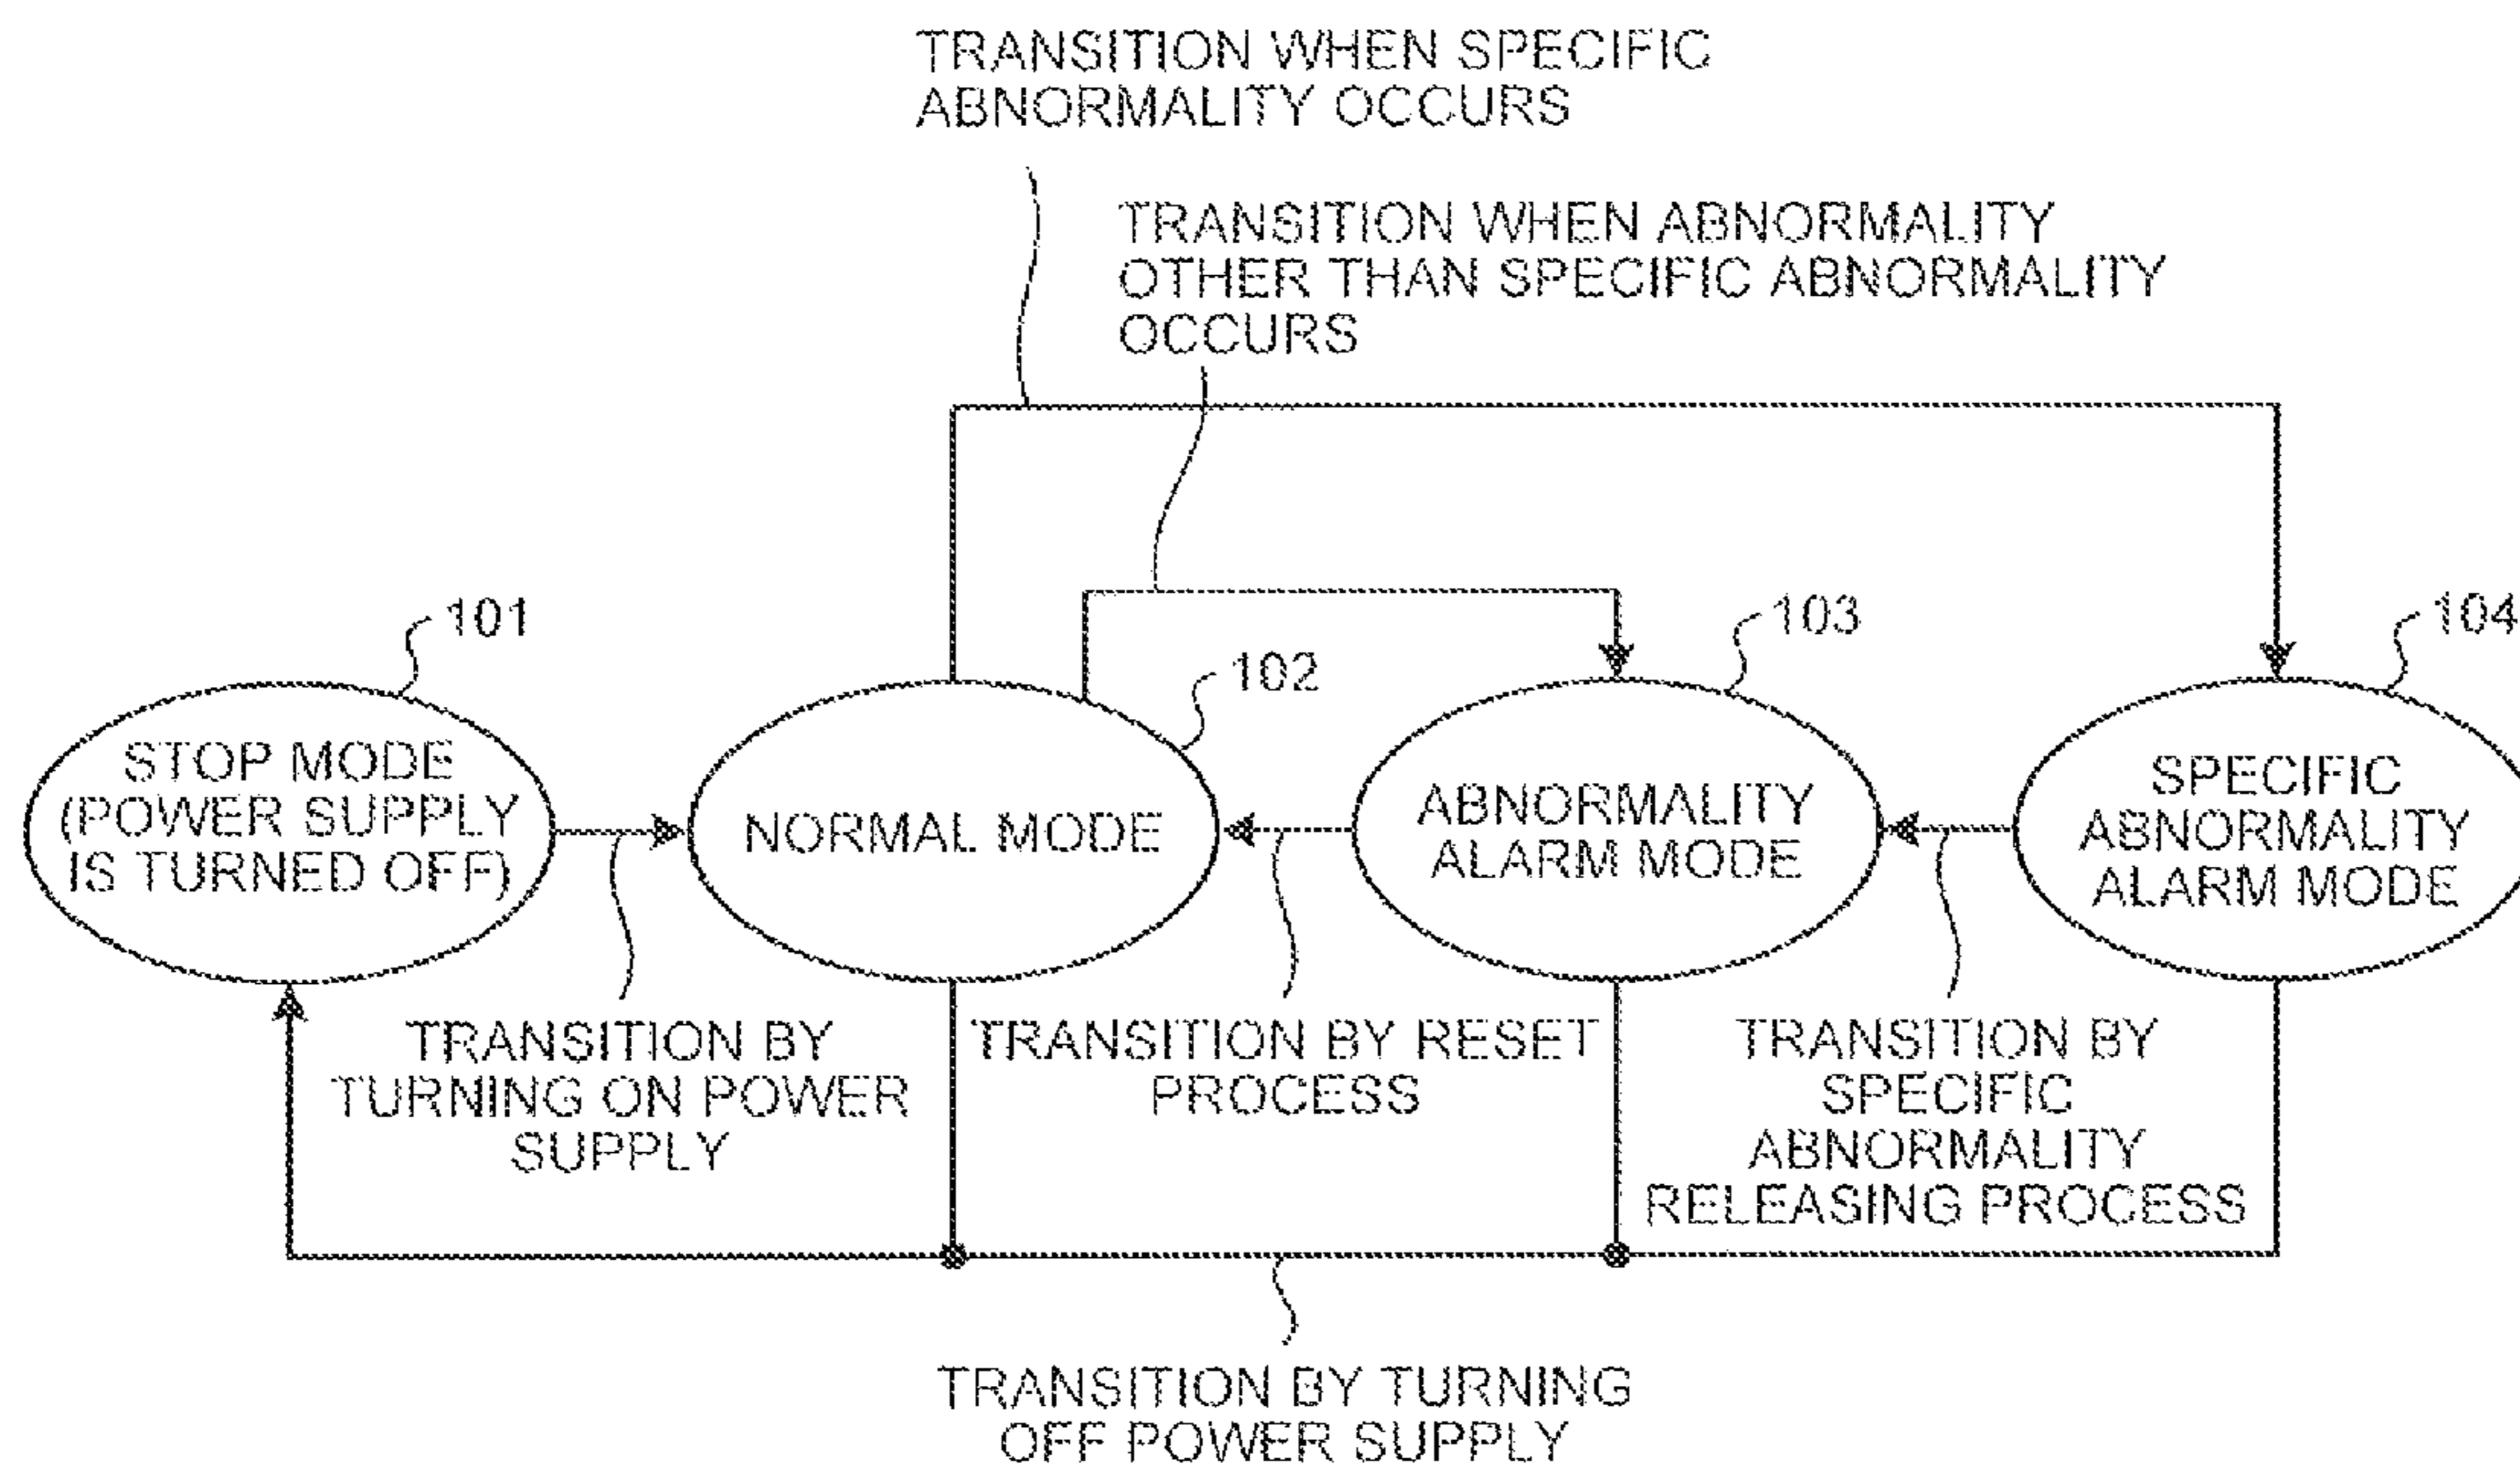 TRANSITION WHEN SPECIFIC
ABNORMALITY OCCURS
TRANSITION WHEN ABNORMALITY
OTHER THAN SPECIFIC ABNORMALITY
OCCURS
101
102
103
104
STOP MODE
(POWER SUPPLY
IS TURNED OFF)
NORMAL MODE
ABNORMALITY
ALARM MODE
SPECIFIC
ABNORMALITY
ALARM MODE
TRANSITION BY
TURNING ON POWER
SUPPLY
TRANSITION BY RESET
PROCESS
TRANSITION BY
SPECIFIC
ABNORMALITY
RELEASING PROCESS
TRANSITION BY TURNING
OFF POWER SUPPLY